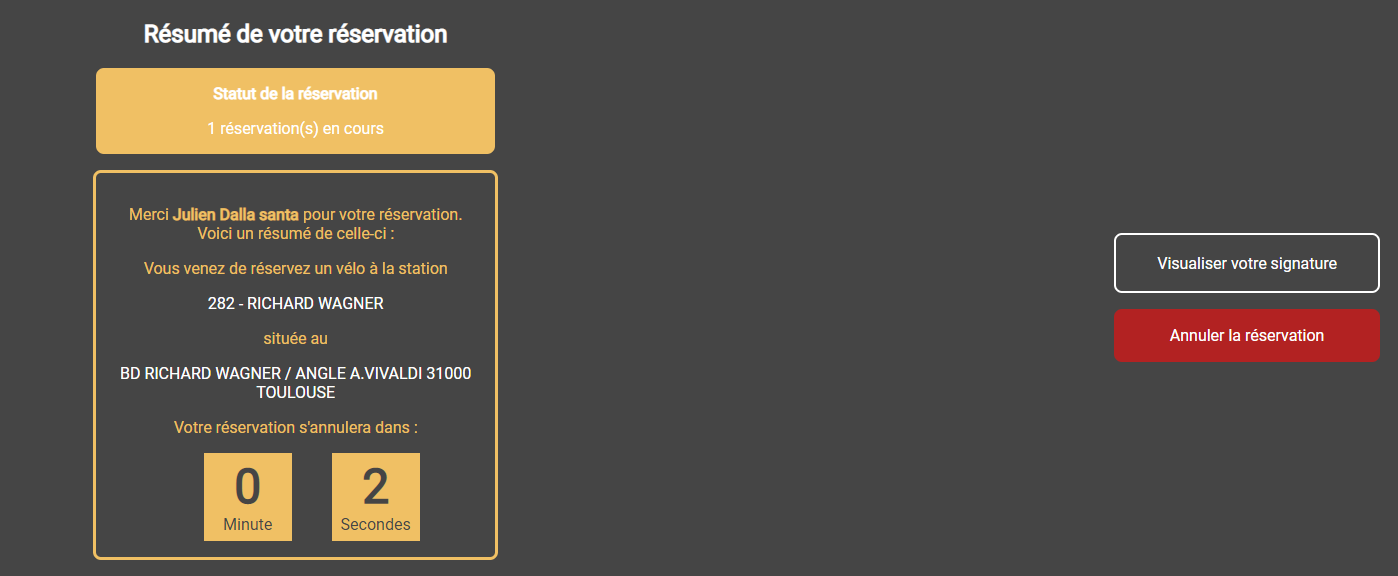 Résumé de votre réservation
Statut de la réservation
1 réservation(s) en cours
Merci Julien Dalla santa pour votre réservation.
Voici un résumé de celle-ci :
Vous venez de réservez un vélo à la station
282 - RICHARD WAGNER
située au
BD RICHARD WAGNER / ANGLE A.VIVALDI 31000
TOULOUSE
Votre réservation s'annulera dans :
0 2
Minute Secondes
Visualiser votre signature
Annuler la réservation